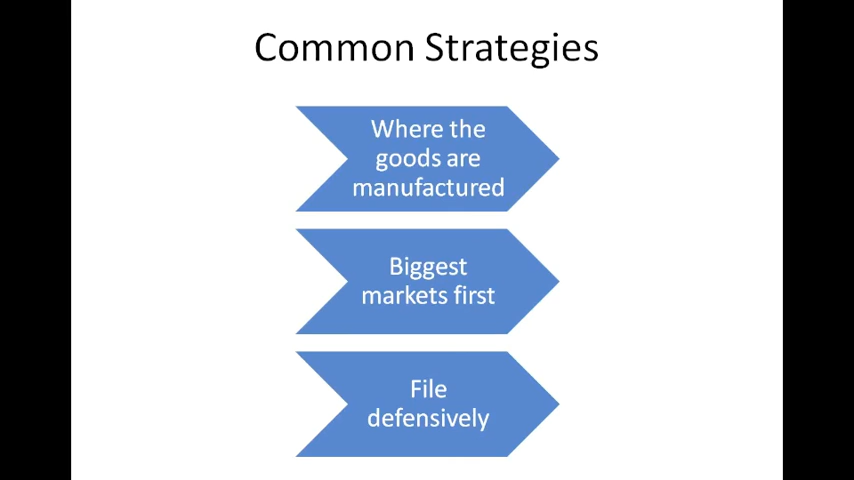 Common Strategies
Where the
goods are
manufactured
Biggest
markets first
File
defensively